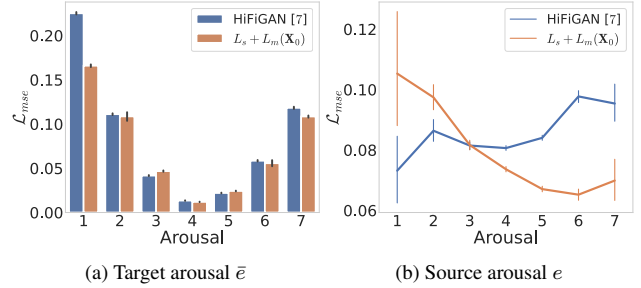 HiFiGAN [7]
L_s + L_m(X_0)
L_mse
0.20
0.15
0.10
0.05
0.00
1 2 3 4 5 6 7
Arousal
(a) Target arousal ē
HiFiGAN [7]
L_s + L_m(X_0)
L_mse
0.10
0.08
0.06
1 2 3 4 5 6 7
Arousal
(b) Source arousal e